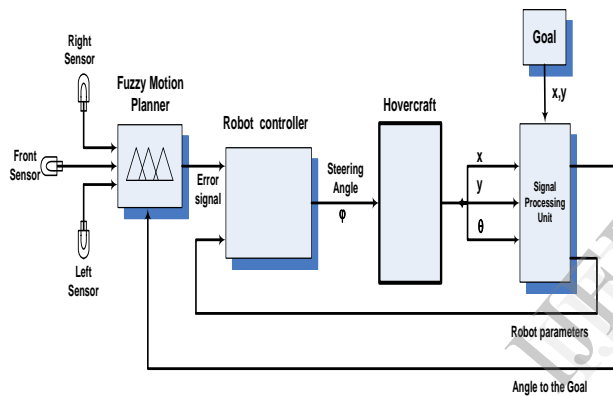 Right
Sensor
Fuzzy Motion
Planner
Front
Sensor
Left
Sensor
Robot controller
Error
signal
Steering
Angle
φ
Hovercraft
Goal
x,y
x
y
θ
Signal
Processing
Unit
Robot parameters
Angle to the Goal